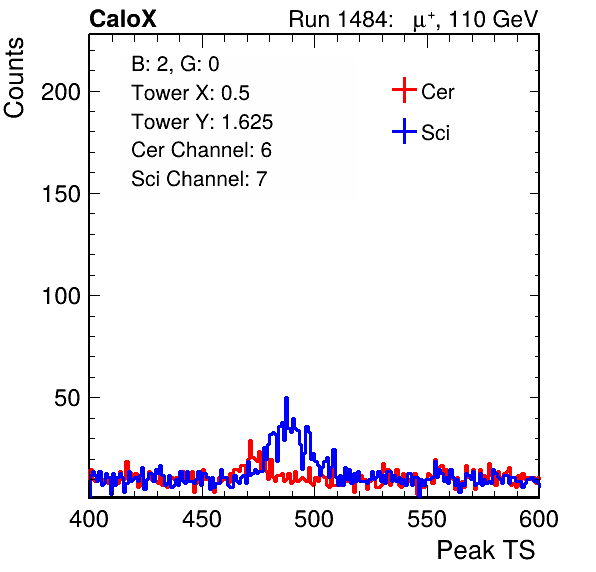 CaloX Run 1484: μ⁺, 110 GeV
Counts
B: 2, G: 0
Tower X: 0.5
Tower Y: 1.625
Cer Channel: 6
Sci Channel: 7
Cer
Sci
200
150
100
50
400 450 500 550 600
Peak TS